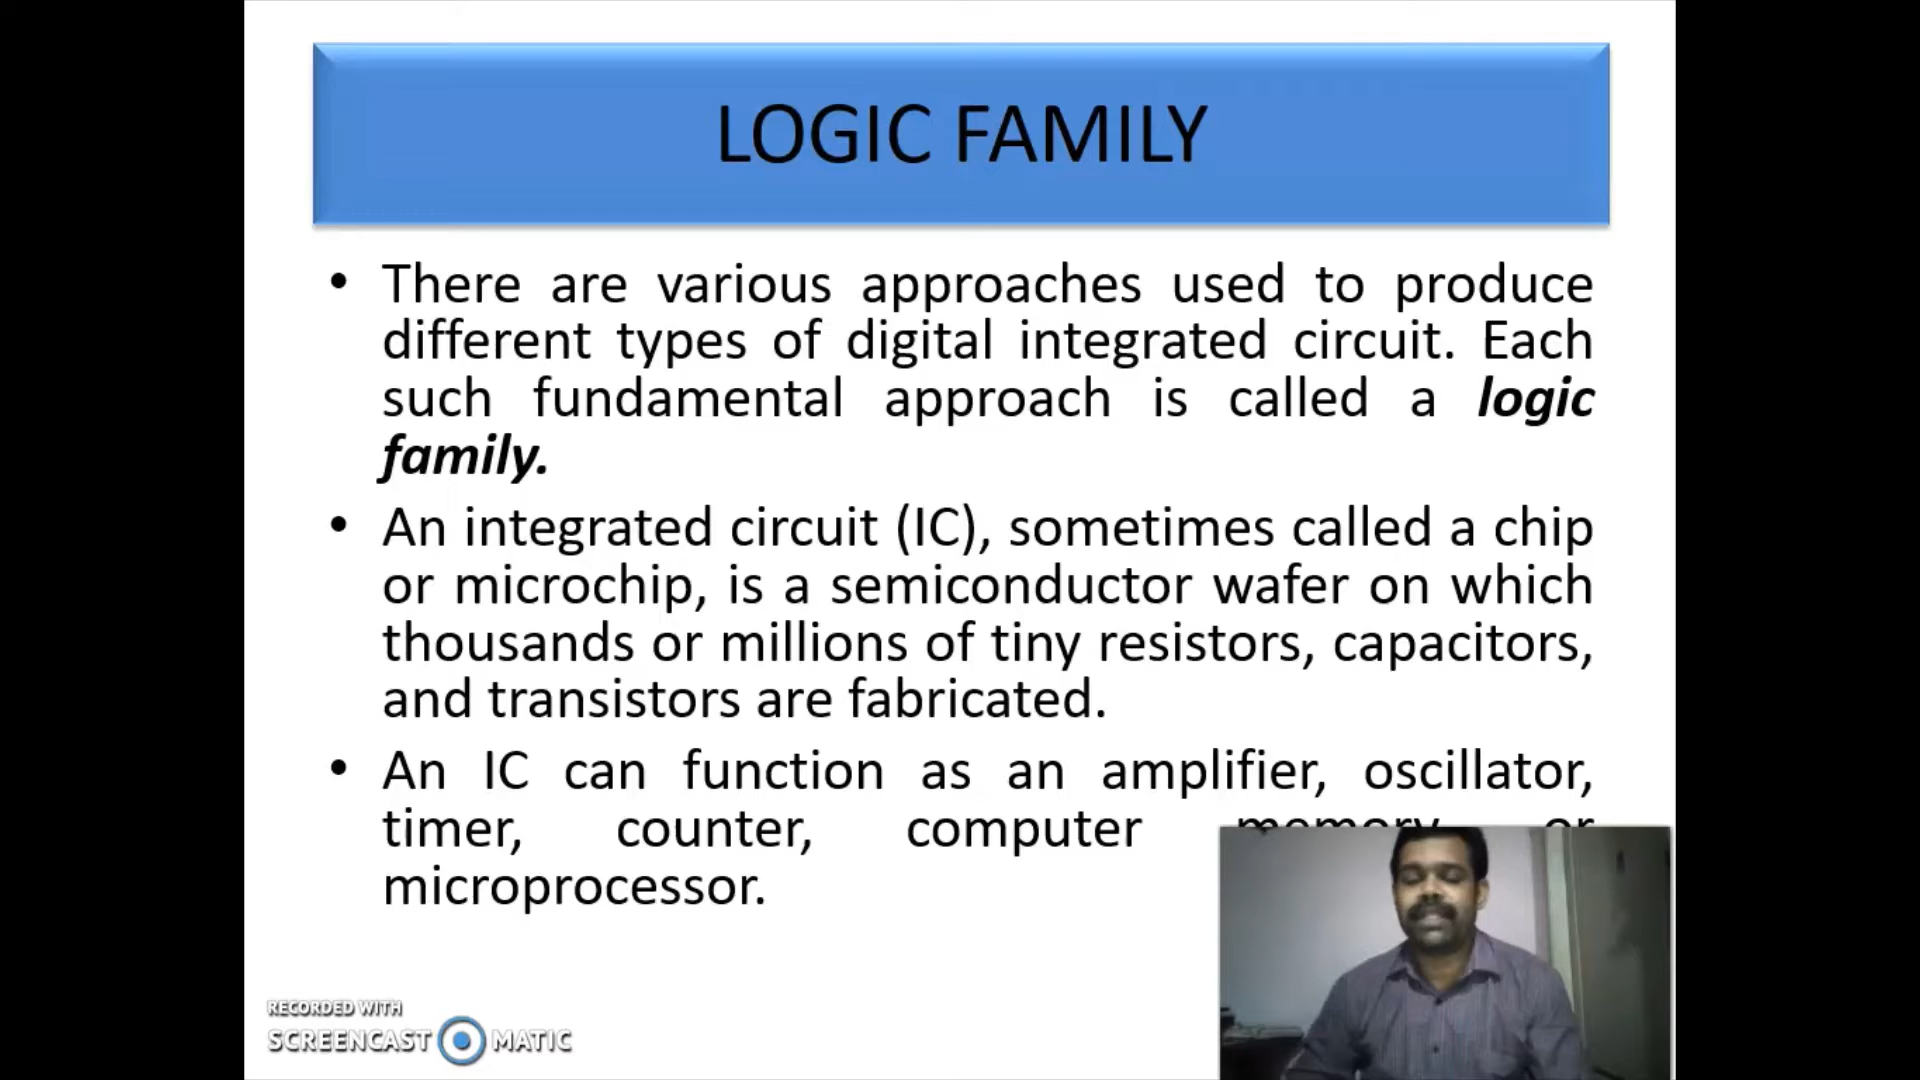 LOGIC FAMILY
• There are various approaches used to produce
different types of digital integrated circuit. Each
such fundamental approach is called a logic
family.
• An integrated circuit (IC), sometimes called a chip
or microchip, is a semiconductor wafer on which
thousands or millions of tiny resistors, capacitors,
and transistors are fabricated.
• An IC can function as an amplifier, oscillator,
timer, counter, computer memory or
microprocessor.
RECORDED WITH
SCREENCAST MATIC